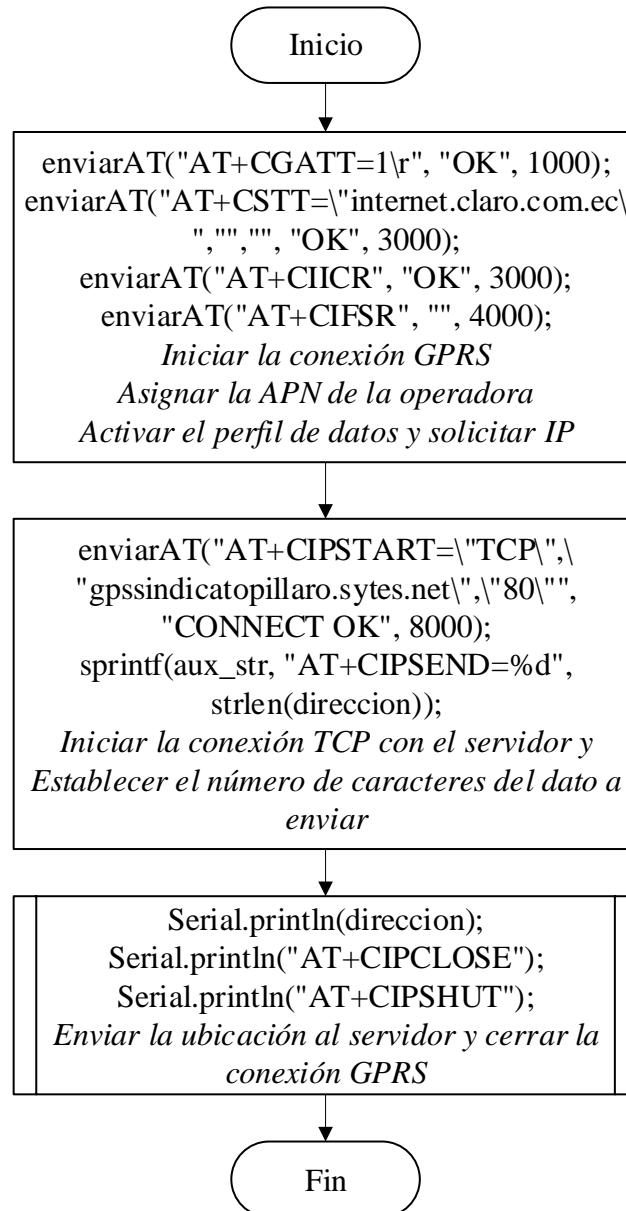 Inicio
enviarAT("AT+CGATT=1\r", "OK", 1000);
enviarAT("AT+CSTT=\"internet.claro.com.ec\
","","", "OK", 3000);
enviarAT("AT+CIICR", "OK", 3000);
enviarAT("AT+CIFSR", "", 4000);
Iniciar la conexión GPRS
Asignar la APN de la operadora
Activar el perfil de datos y solicitar IP
enviarAT("AT+CIPSTART=\"TCP\",\
"gpssindicatopillaro.sytes.net\",\"80\"",
"CONNECT OK", 8000);
sprintf(aux_str, "AT+CIPSEND=%d",
strlen(direccion));
Iniciar la conexión TCP con el servidor y
Establecer el número de caracteres del dato a
enviar
Serial.println(direccion);
Serial.println("AT+CIPCLOSE");
Serial.println("AT+CIPSHUT");
Enviar la ubicación al servidor y cerrar la
conexión GPRS
Fin